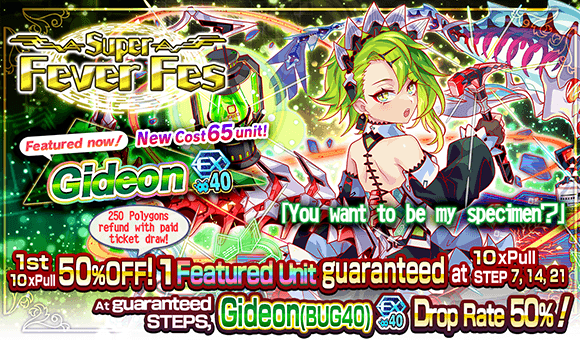 Super
Fever Fes
Featured now!
New Cost 65 unit!
Gideon EX 40
250 Polygons
refund with paid
ticket draw!
「You want to be my specimen?」
1st
10xPull 50%OFF! 1 Featured Unit guaranteed at 10xPull
STEP 7, 14, 21
At guaranteed
STEPS, Gideon(BUG40) EX 40 Drop Rate 50%!